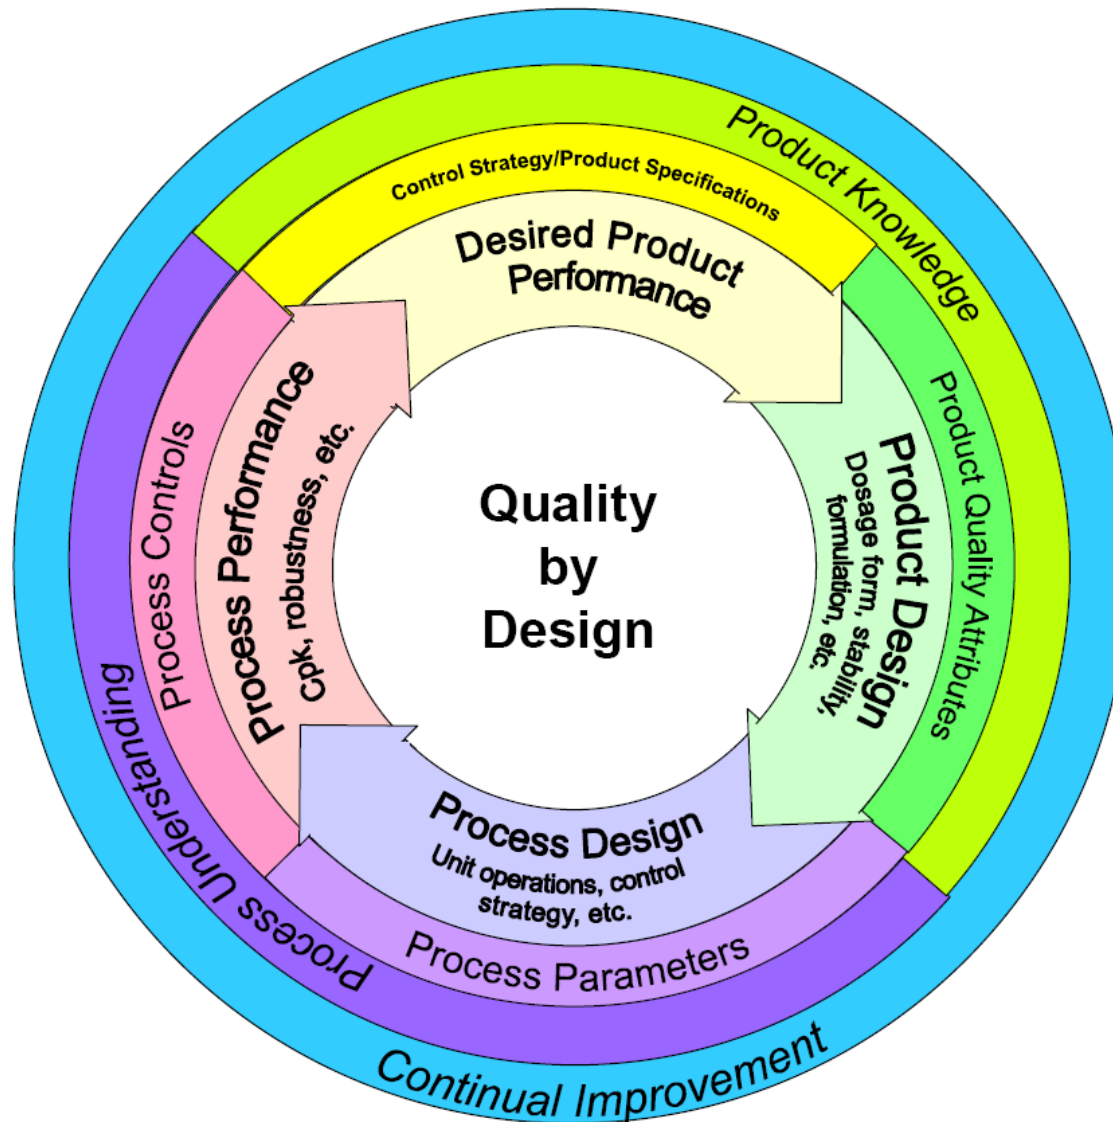 Product Knowledge
Control Strategy/Product Specifications
Desired Product
Performance
Product Quality Attributes
Product Design
Dosage form, stability,
formulation, etc.
Quality
by
Design
Process Controls
Process Performance
Cpk, robustness, etc.
Process Design
Unit operations, control
strategy, etc.
Process Parameters
Process Understanding
Continual Improvement